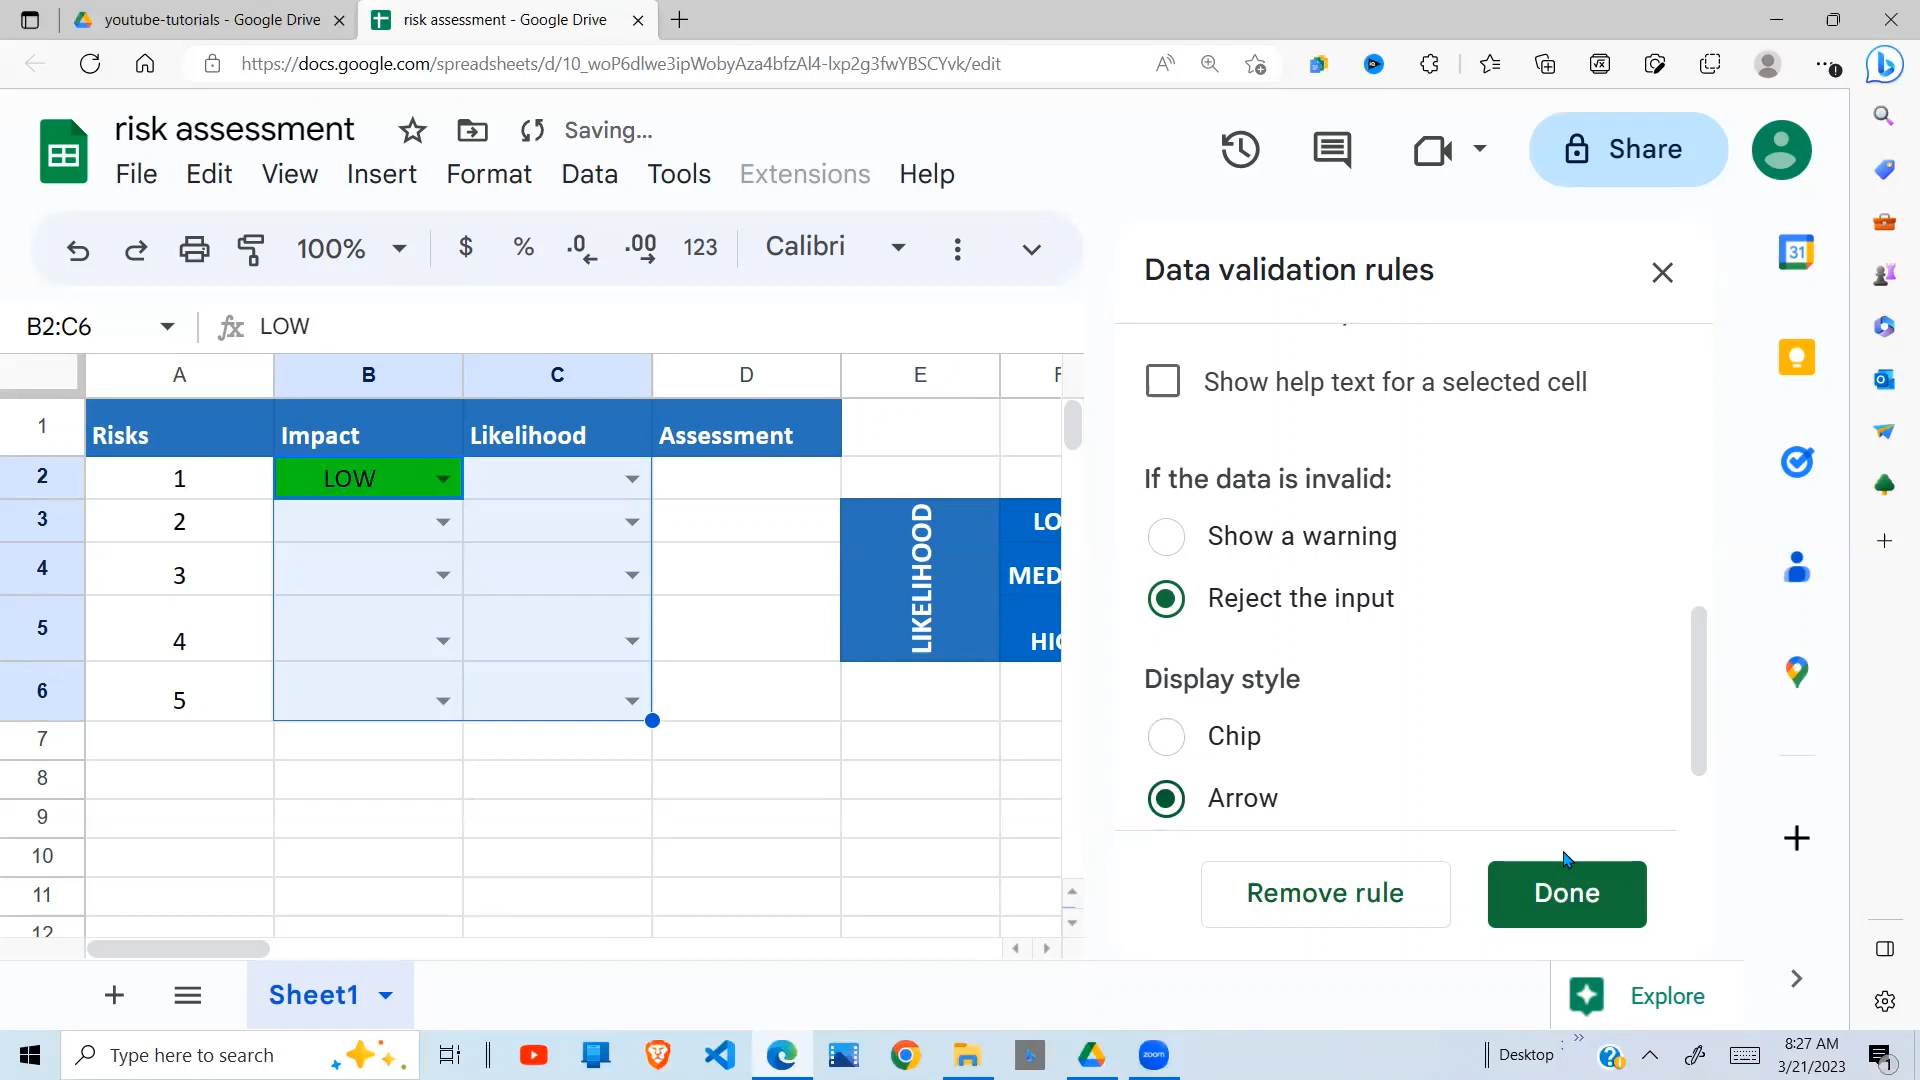 youtube-tutorials - Google Drive
risk assessment - Google Drive
https://docs.google.com/spreadsheets/d/10_woP6dlwe3ipWobyAza4bfzAl4-lxp2g3fwYBSCYvk/edit
risk assessment Saving...
File Edit View Insert Format Data Tools Extensions Help
Share
100% $ % .0 .00 123 Calibri
Data validation rules
B2:C6 fx LOW
A B C D E
1 Risks Impact Likelihood Assessment
Show help text for a selected cell
2 1 LOW
If the data is invalid:
3 2 LO
Show a warning
4 3 MED
Reject the input
LIKELIHOOD
5 4 HIG
Display style
6 5
Chip
7
8
Arrow
9
10
11
12
Remove rule Done
Sheet1
Explore
Type here to search
zoom
Desktop
8:27 AM
3/21/2023
1
31